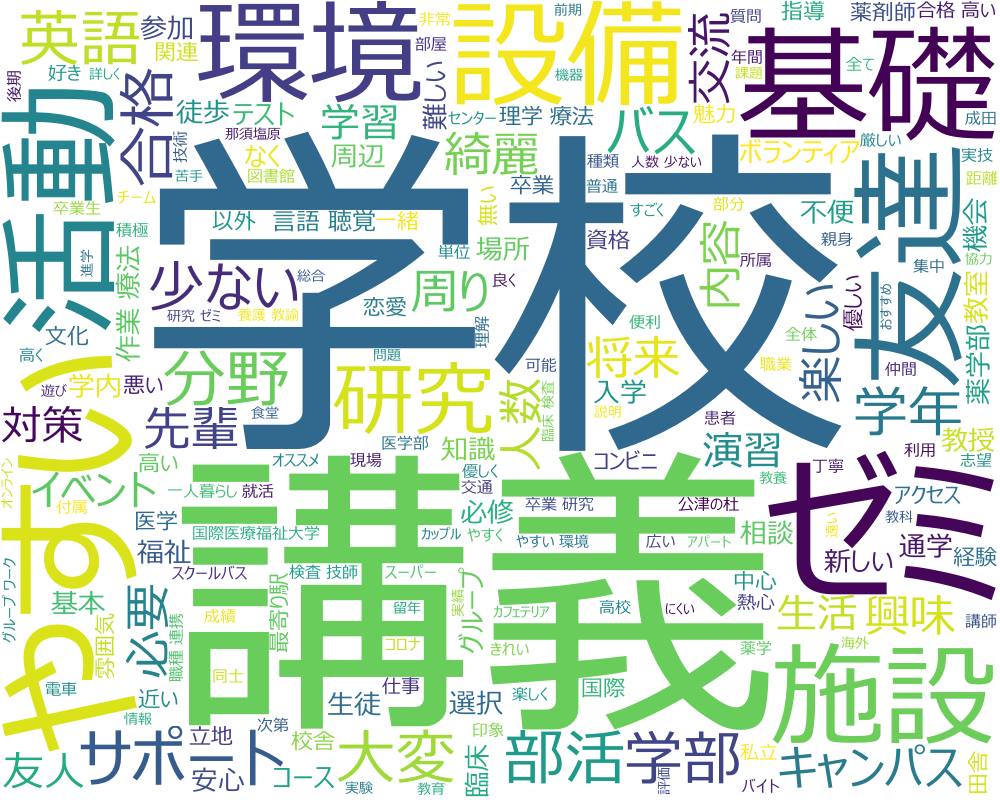 前期
英語
参加
関連
非常
部屋
環境
設備
機器
交流
質問
年間
課題
指導
薬剤師
合格 高い
全て
成田
後期
好き
詳しく
合格
徒歩
テスト
学習
難しい
センター
理学 療法
バス
魅力
ボランティア
基礎
厳しい
実技
距離
活動
技術
苦手
那須塩原
なく
図書館
周辺
綺麗
種類
人数 少ない
卒業
普通
チーム
卒業生
積極
以外
言語 聴覚
一緒
無い
すごく
部分
不便
機会
友達
進学
療法
少ない
総合
単位
場所
資格
内容
所属
親身
優しい
集中
協力
教室
学校
文化
作業
研究 ゼミ
養護 教諭
恋愛
周り
良く
理解
便利
全体
おすすめ
高く
遊び
学内
悪い
分野
問題
研究
可能
将来
職業
楽しい
仲間
薬学部
やすい
対策
先輩
食堂
医学部
人数
臨床 検査
入学
説明
患者
学年
教授
オンライン
イベント
高い
オススメ
現場
知識
コンビニ
演習
教養
丁寧
利用
志望
付属
一人暮らし
就活
優しく
交通
講義
卒業 研究
公津の杜
ゼミ
アクセス
医学
国際医療福祉大学
カップル
必修
やすく
やすい 環境
広い
アパート
相談
教科
福祉
新しい
通学
経験
グループ ワーク
スクールバス
検査 技師
スーパー
中心
基本
必要
成績
最寄り駅
留年
実績
グループ
カフェテリア
高校
にくい
熱心
生活
興味
講師
雰囲気
職種 連携
同士
コロナ
きれい
薬学
海外
施設
電車
近い
生徒
仕事
選択
楽しく
国際
情報
サポート
立地
次第
校舎
印象
私立
友人
安心
コース
大変
臨床
部活
学部
キャンパス
田舎
実験
教育
評価
バイト